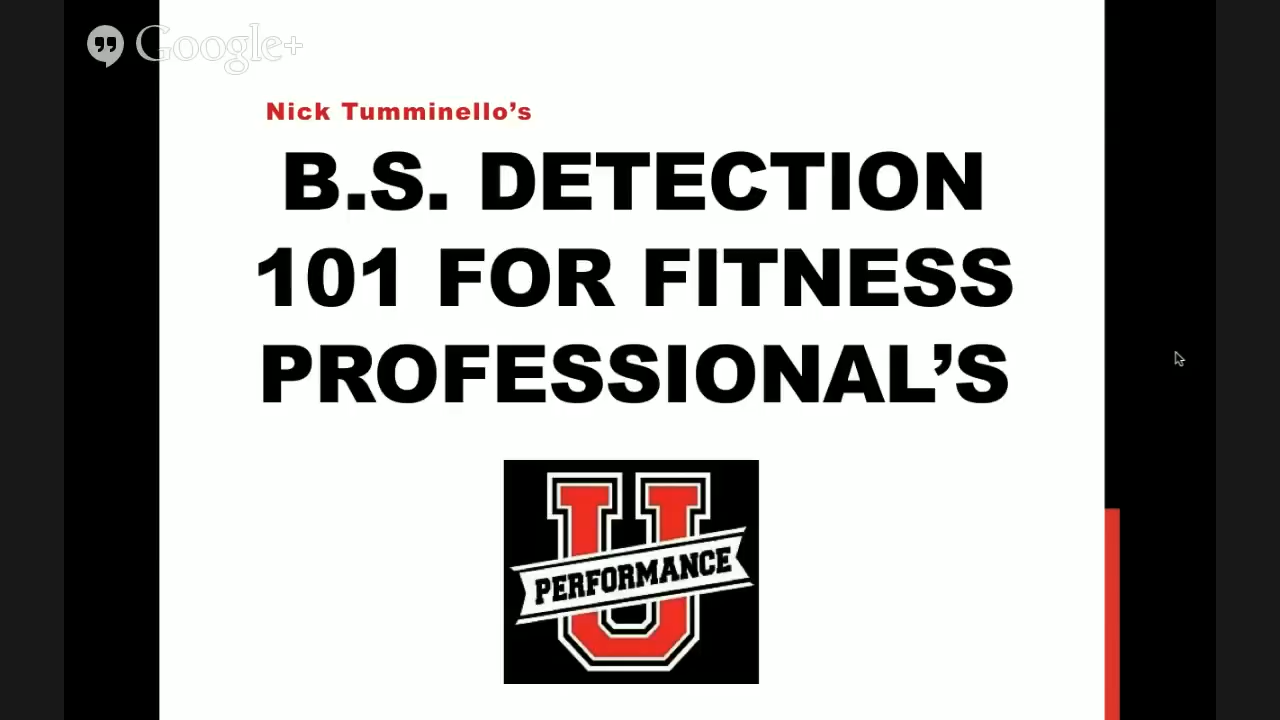 Google+
Nick Tumminello’s
B.S. DETECTION
101 FOR FITNESS
PROFESSIONAL’S
U
PERFORMANCE